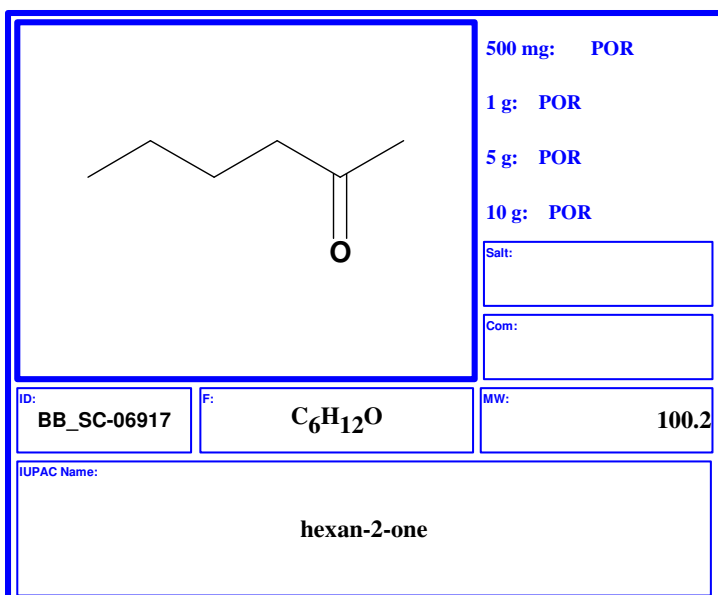 500 mg: POR
1 g: POR
5 g: POR
10 g: POR
O
Salt:
Com:
ID:
BB_SC-06917
F:
C6H12O
MW:
100.2
IUPAC Name:
hexan-2-one